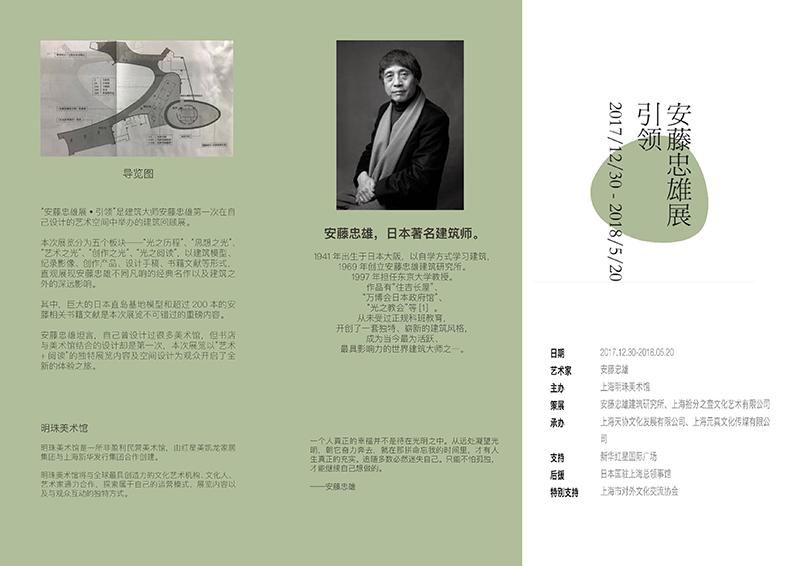 导览图
“安藤忠雄展•引领”是建筑大师安藤忠雄第一次在自
己设计的艺术空间中举办的建筑回顾展。
本次展览分为五个板块——“光之历程”、“思想之光”、
“艺术之光”、“创作之光”、“光之阅读”，以建筑模型、
纪录影像、创作产品、设计手稿、书籍文献等形式，
直观展现安藤忠雄不同凡响的经典名作以及建筑之
外的深远影响。
其中，巨大的日本直岛基地模型和超过 200 本的安
藤相关书籍文献是本次展览不可错过的重磅内容。
安藤忠雄坦言，自己曾设计过很多美术馆，但书店
与美术馆结合的设计却是第一次，本次展览以“艺术
+ 阅读”的独特展览内容及空间设计为观众开启了全
新的体验之旅。
明珠美术馆
明珠美术馆是一所非盈利民营美术馆，由红星美凯龙家居
集团与上海新华发行集团合作创建。
明珠美术馆将与全球最具创造力的文化艺术机构、文化人、
艺术家通力合作，探索属于自己的运营模式、展览内容以
及与观众互动的独特方式。
安藤忠雄，日本著名建筑师。
1941 年出生于日本大阪，以自学方式学习建筑，
1969 年创立安藤忠雄建筑研究所。
1997 年担任东京大学教授。
作品有“住吉长屋”、
“万博会日本政府馆”、
“光之教会”等 [1] 。
从未受过正规科班教育，
开创了一套独特、崭新的建筑风格，
成为当今最为活跃、
最具影响力的世界建筑大师之一。
一个人真正的幸福并不是待在光明之中。从远处凝望光
明，朝它奋力奔去，就在那拼命忘我的时间里，才有人
生真正的充实。追随多数必然迷失自己。只能不怕孤独，
才能继续自己想做的。
——安藤忠雄
安藤忠雄展
引领
2017/12/30 - 2018/5/20
日期 2017.12.30-2018.05.20
艺术家 安藤忠雄
主办 上海明珠美术馆
策展 安藤忠雄建筑研究所、上海拾分之壹文化艺术有限公司
承办 上海天协文化发展有限公司、上海元真文化传媒有限公
司
支持 新华红星国际广场
后援 日本国驻上海总领事馆
特别支持 上海市对外文化交流协会